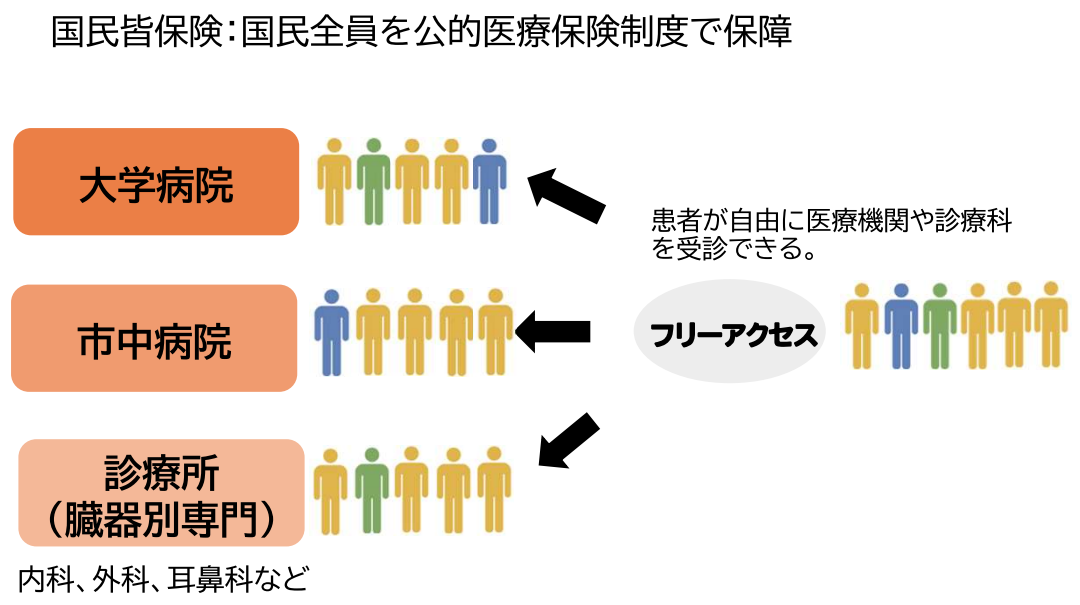 国民皆保険：国民全員を公的医療保険制度で保障
大学病院
患者が自由に医療機関や診療科
を受診できる。
市中病院
フリーアクセス
診療所
（臓器別専門）
内科、外科、耳鼻科など